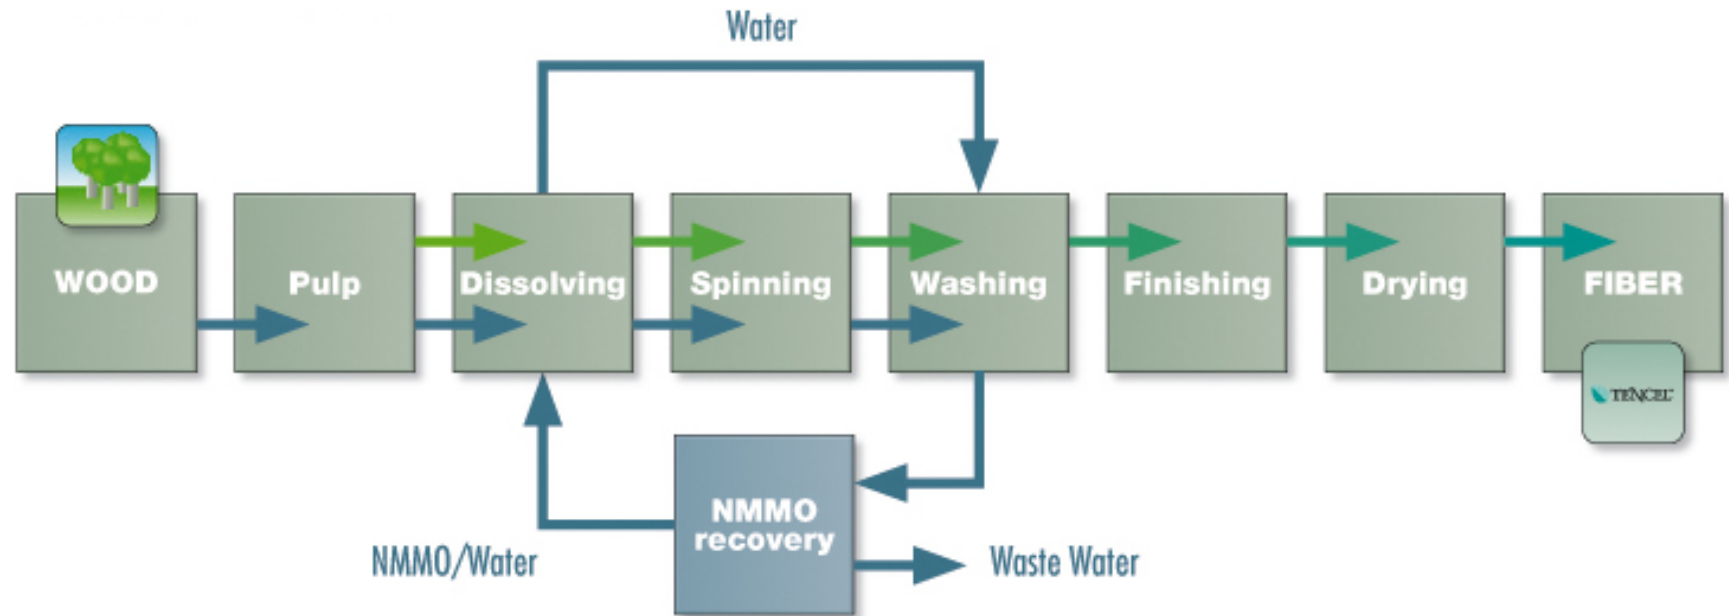 Water
WOOD
Pulp
Dissolving
Spinning
Washing
Finishing
Drying
FIBER
TENCEL
NMMO
recovery
NMMO/Water
Waste Water